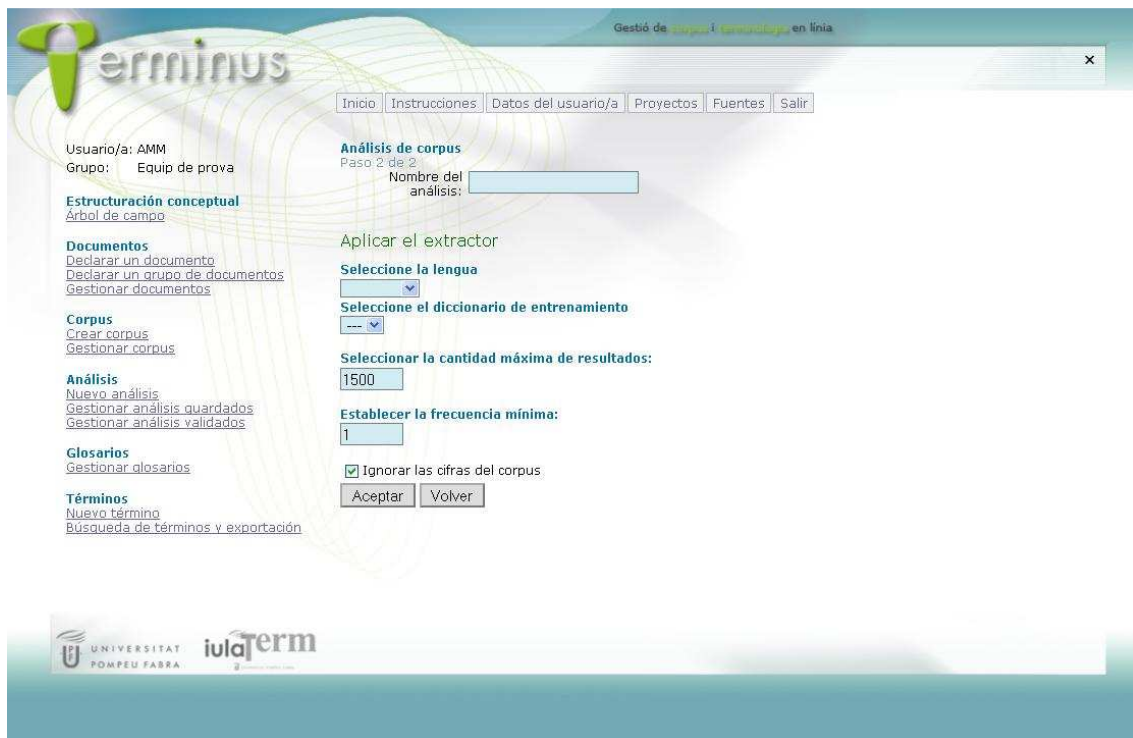 Gestió de corpus i terminologia en línia
Terminus
x
Inicio Instrucciones Datos del usuario/a Proyectos Fuentes Salir
Usuario/a: AMM
Grupo: Equip de prova
Estructuración conceptual
Árbol de campo
Documentos
Declarar un documento
Declarar un grupo de documentos
Gestionar documentos
Corpus
Crear corpus
Gestionar corpus
Análisis
Nuevo análisis
Gestionar análisis guardados
Gestionar análisis validados
Glosarios
Gestionar glosarios
Términos
Nuevo término
Búsqueda de términos y exportación
Análisis de corpus
Paso 2 de 2
Nombre del
análisis:
Aplicar el extractor
Seleccione la lengua
Seleccione el diccionario de entrenamiento
---
Seleccionar la cantidad máxima de resultados:
1500
Establecer la frecuencia mínima:
1
Ignorar las cifras del corpus
Aceptar Volver
UNIVERSITAT
POMPEU FABRA
iulaTerm